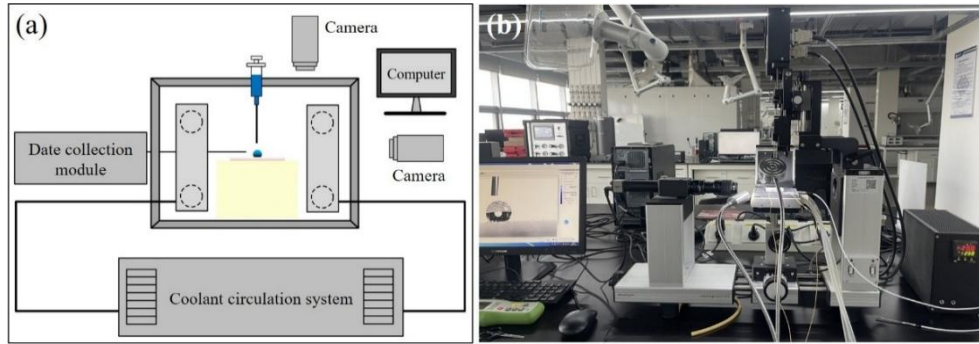 (a)
Camera
Computer
Date collection
module
Camera
Coolant circulation system
(b)